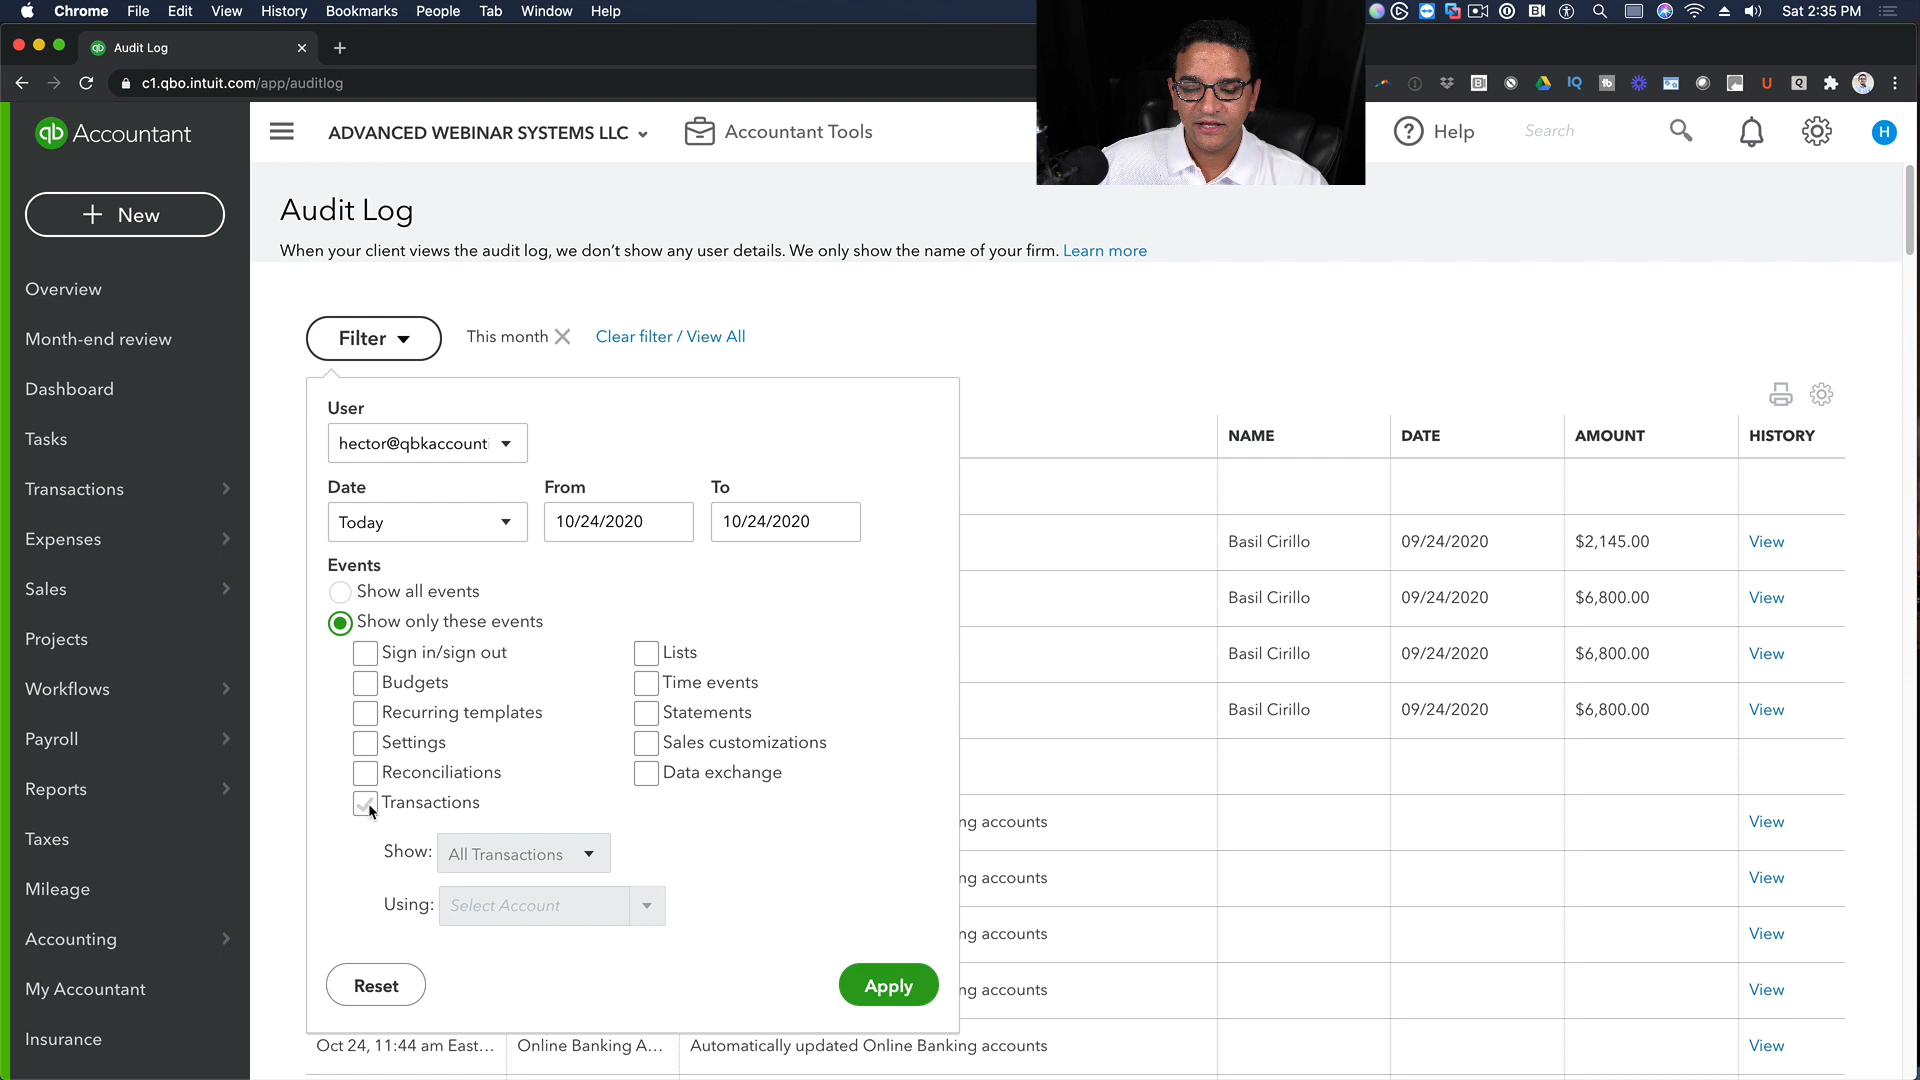 Chrome File Edit View History Bookmarks People Tab Window Help
Sat 2:35 PM
qb Audit Log
c1.qbo.intuit.com/app/auditlog
qb Accountant
ADVANCED WEBINAR SYSTEMS LLC
Accountant Tools
Help
Search
H
+ New
Overview
Month-end review
Dashboard
Tasks
Transactions
Expenses
Sales
Projects
Workflows
Payroll
Reports
Taxes
Mileage
Accounting
My Accountant
Insurance
Audit Log
When your client views the audit log, we don't show any user details. We only show the name of your firm. Learn more
Filter This month Clear filter / View All
User
hector@qbkaccount
Date From To
Today 10/24/2020 10/24/2020
Events
Show all events
Show only these events
Sign in/sign out Lists
Budgets Time events
Recurring templates Statements
Settings Sales customizations
Reconciliations Data exchange
Transactions
Show: All Transactions
Using: Select Account
Reset Apply
NAME DATE AMOUNT HISTORY
Basil Cirillo 09/24/2020 $2,145.00 View
Basil Cirillo 09/24/2020 $6,800.00 View
Basil Cirillo 09/24/2020 $6,800.00 View
Basil Cirillo 09/24/2020 $6,800.00 View
ng accounts View
ng accounts View
ng accounts View
ng accounts View
Oct 24, 11:44 am East... Online Banking A... Automatically updated Online Banking accounts View